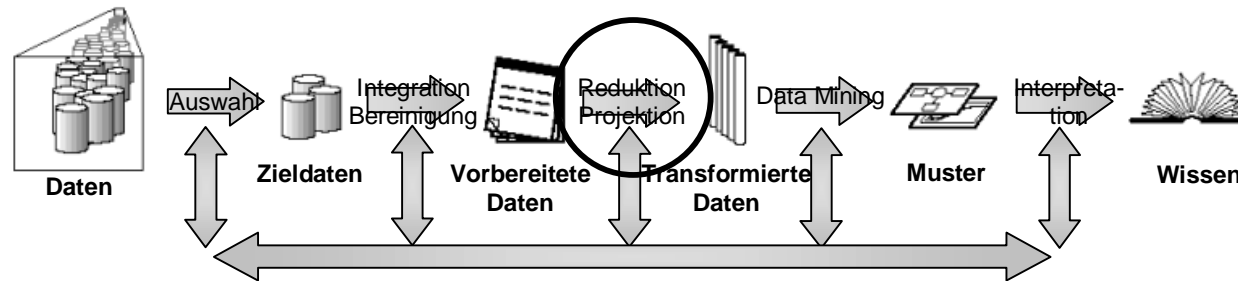 Daten
Auswahl
Zieldaten
Integration
Bereinigung
Vorbereitete
Daten
Reduktion
Projektion
Transformierte
Daten
Data Mining
Muster
Interpreta-
tion
Wissen